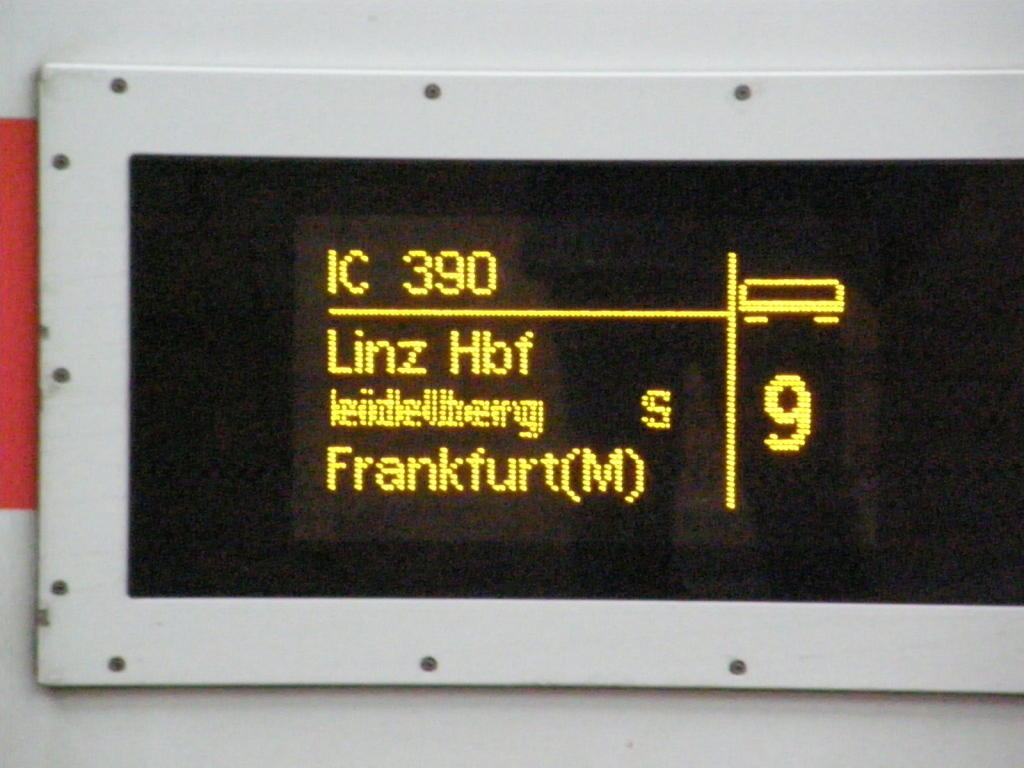 IC 390
Linz Hbf
S
Frankfurt(M)
9